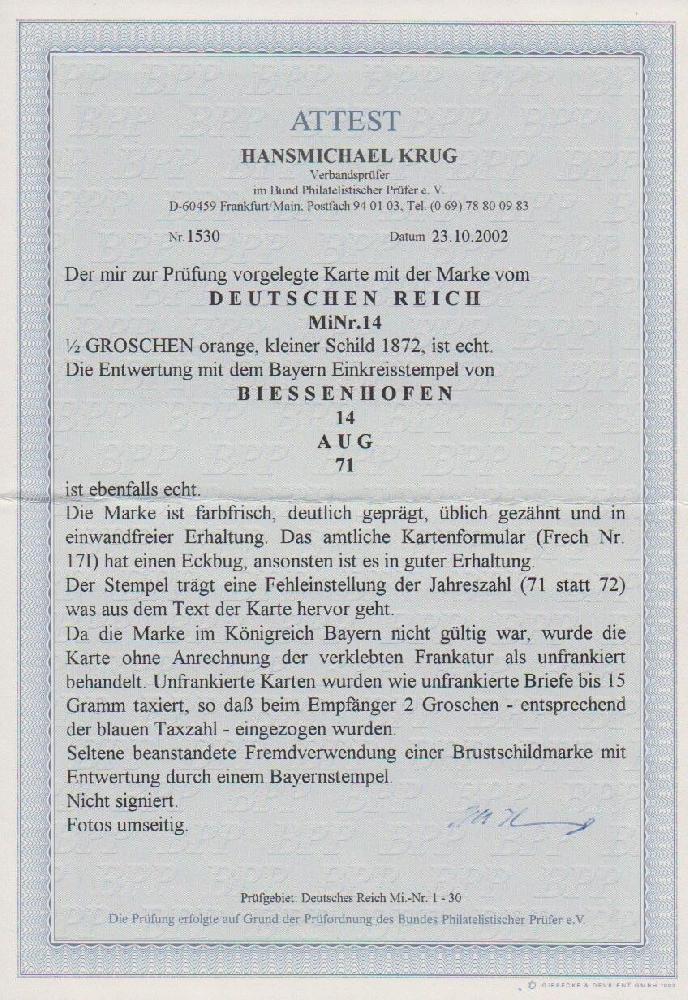 ATTEST
HANSMICHAEL KRUG
Verbandsprüfer
im Bund Philatelistischer Prüfer e. V.
D-60459 Frankfurt/Main, Postfach 94 01 03, Tel. (0 69) 78 80 09 83
Nr. 1530 Datum 23.10.2002
Der mir zur Prüfung vorgelegte Karte mit der Marke vom
DEUTSCHEN REICH
MiNr.14
½ GROSCHEN orange, kleiner Schild 1872, ist echt.
Die Entwertung mit dem Bayern Einkreisstempel von
BIESSENHOFEN
14
AUG
71
ist ebenfalls echt.
Die Marke ist farbfrisch, deutlich geprägt, üblich gezähnt und in
einwandfreier Erhaltung. Das amtliche Kartenformular (Frech Nr.
17I) hat einen Eckbug, ansonsten ist es in guter Erhaltung.
Der Stempel trägt eine Fehleinstellung der Jahreszahl (71 statt 72)
was aus dem Text der Karte hervor geht.
Da die Marke im Königreich Bayern nicht gültig war, wurde die
Karte ohne Anrechnung der verklebten Frankatur als unfrankiert
behandelt. Unfrankierte Karten wurden wie unfrankierte Briefe bis 15
Gramm taxiert, so daß beim Empfänger 2 Groschen - entsprechend
der blauen Taxzahl - eingezogen wurden.
Seltene beanstandete Fremdverwendung einer Brustschildmarke mit
Entwertung durch einem Bayernstempel.
Nicht signiert.
Fotos umseitig.
Prüfgebiet: Deutsches Reich Mi.-Nr. 1 - 30
Die Prüfung erfolgte auf Grund der Prüfordnung des Bundes Philatelistischer Prüfer e.V.
GIESECKE & DEVRIENT GMBH